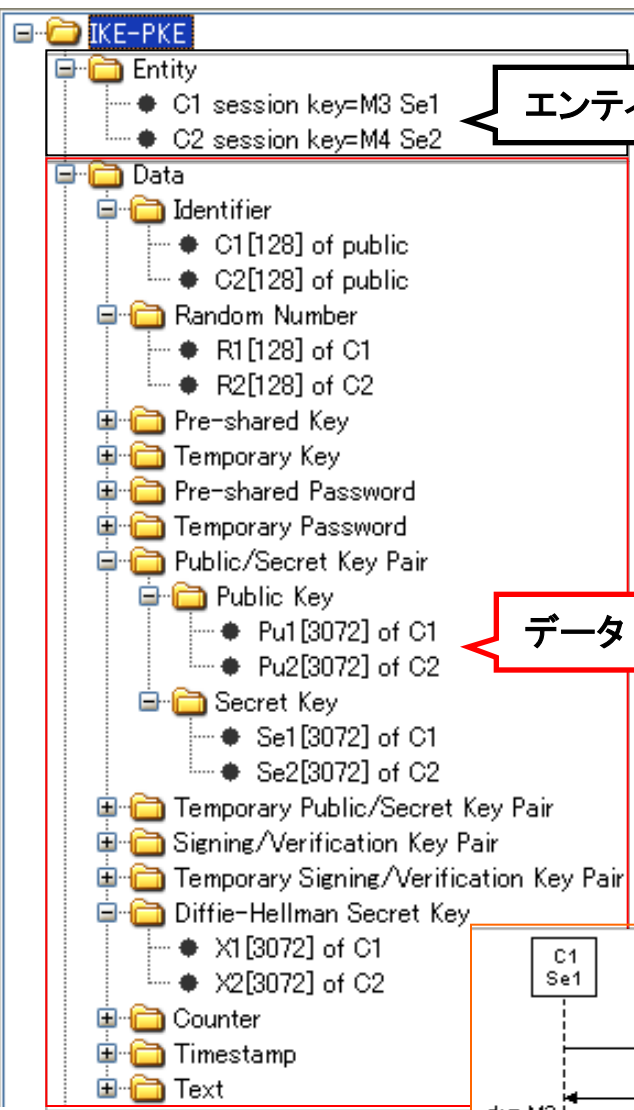 IKE-PKE
Entity
C1 session key=M3 Se1
C2 session key=M4 Se2
エンテ
Data
Identifier
C1[128] of public
C2[128] of public
Random Number
R1[128] of C1
R2[128] of C2
Pre-shared Key
Temporary Key
Pre-shared Password
Temporary Password
Public/Secret Key Pair
Public Key
Pu1[3072] of C1
Pu2[3072] of C2
データ
Secret Key
Se1[3072] of C1
Se2[3072] of C2
Temporary Public/Secret Key Pair
Signing/Verification Key Pair
Temporary Signing/Verification Key Pair
Diffie-Hellman Secret Key
X1[3072] of C1
X2[3072] of C2
Counter
Timestamp
Text
C1
Se1